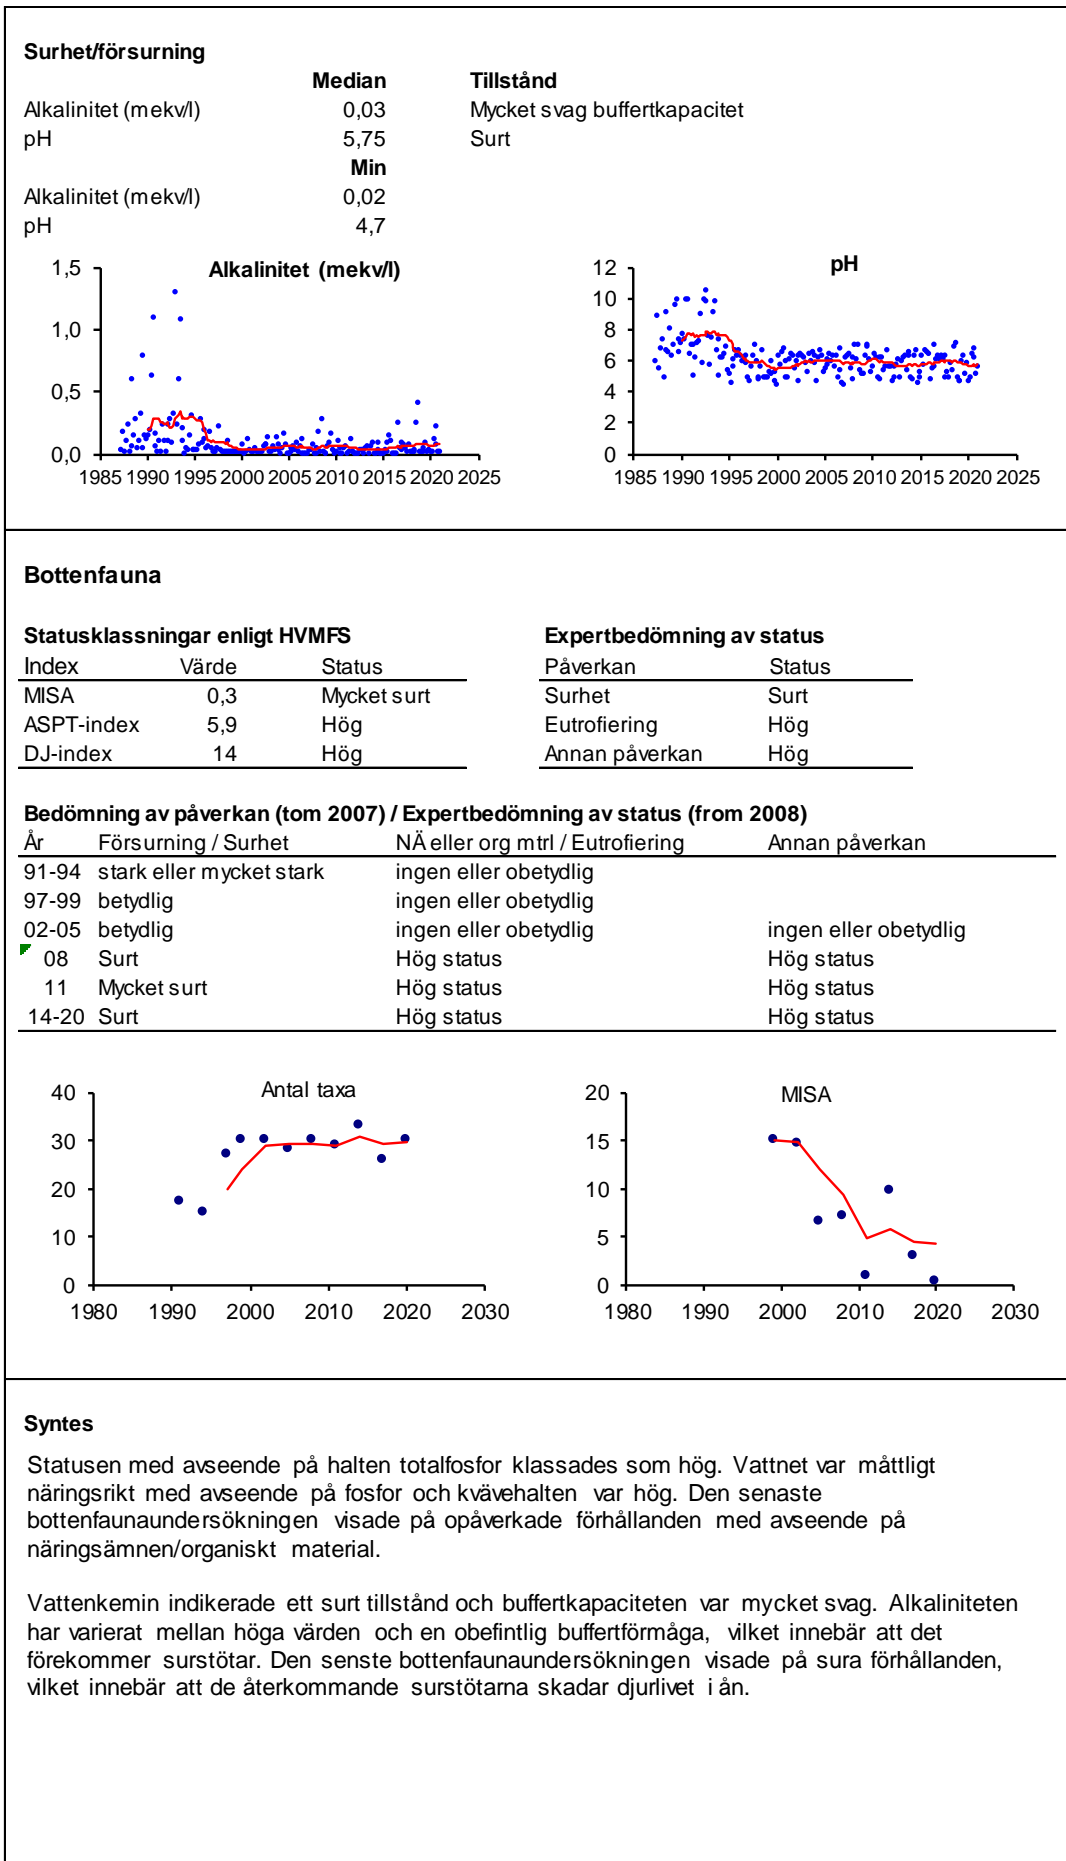 Surhet/försurning
Median Tillstånd
Alkalinitet (mekv/l) 0,03 Mycket svag buffertkapacitet
pH 5,75 Surt
Min
Alkalinitet (mekv/l) 0,02
pH 4,7
Alkalinitet (mekv/l)
1,5
1,0
0,5
0,0
1985 1990 1995 2000 2005 2010 2015 2020 2025
pH
12
10
8
6
4
2
0
1985 1990 1995 2000 2005 2010 2015 2020 2025
Bottenfauna
Statusklassningar enligt HVMFS
Index Värde Status
MISA 0,3 Mycket surt
ASPT-index 5,9 Hög
DJ-index 14 Hög
Expertbedömning av status
Påverkan Status
Surhet Surt
Eutrofiering Hög
Annan påverkan Hög
Bedömning av påverkan (tom 2007) / Expertbedömning av status (from 2008)
År Försurning / Surhet NÄ eller org mtrl / Eutrofiering Annan påverkan
91-94 stark eller mycket stark ingen eller obetydlig
97-99 betydlig ingen eller obetydlig
02-05 betydlig ingen eller obetydlig ingen eller obetydlig
08 Surt Hög status Hög status
11 Mycket surt Hög status Hög status
14-20 Surt Hög status Hög status
Antal taxa
40
30
20
10
0
1980 1990 2000 2010 2020 2030
MISA
20
15
10
5
0
1980 1990 2000 2010 2020 2030
Syntes
Statusen med avseende på halten totalfosfor klassades som hög. Vattnet var måttligt
näringsrikt med avseende på fosfor och kvävehalten var hög. Den senaste
bottenfaunaundersökningen visade på opåverkade förhållanden med avseende på
näringsämnen/organiskt material.
Vattenkemin indikerade ett surt tillstånd och buffertkapaciteten var mycket svag. Alkaliniteten
har varierat mellan höga värden och en obefintlig buffertförmåga, vilket innebär att det
förekommer surstötar. Den senste bottenfaunaundersökningen visade på sura förhållanden,
vilket innebär att de återkommande surstötarna skadar djurlivet i ån.